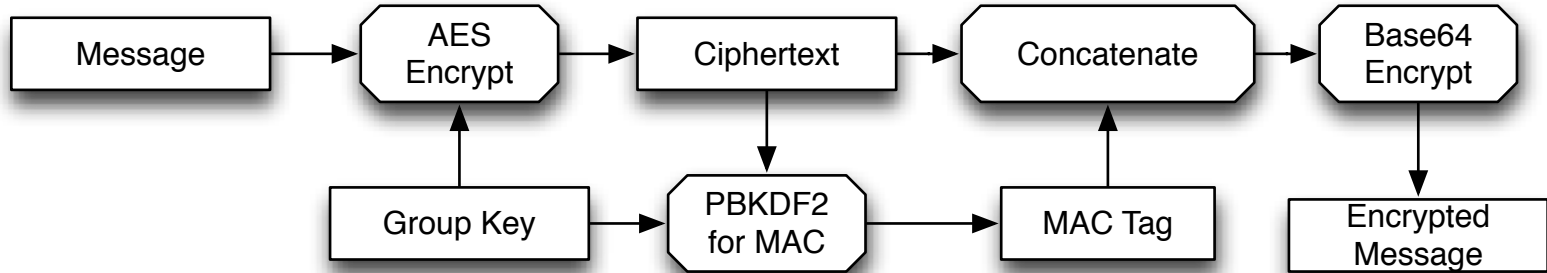 Message
AES
Encrypt
Ciphertext
Concatenate
Base64
Encrypt
Group Key
PBKDF2
for MAC
MAC Tag
Encrypted
Message